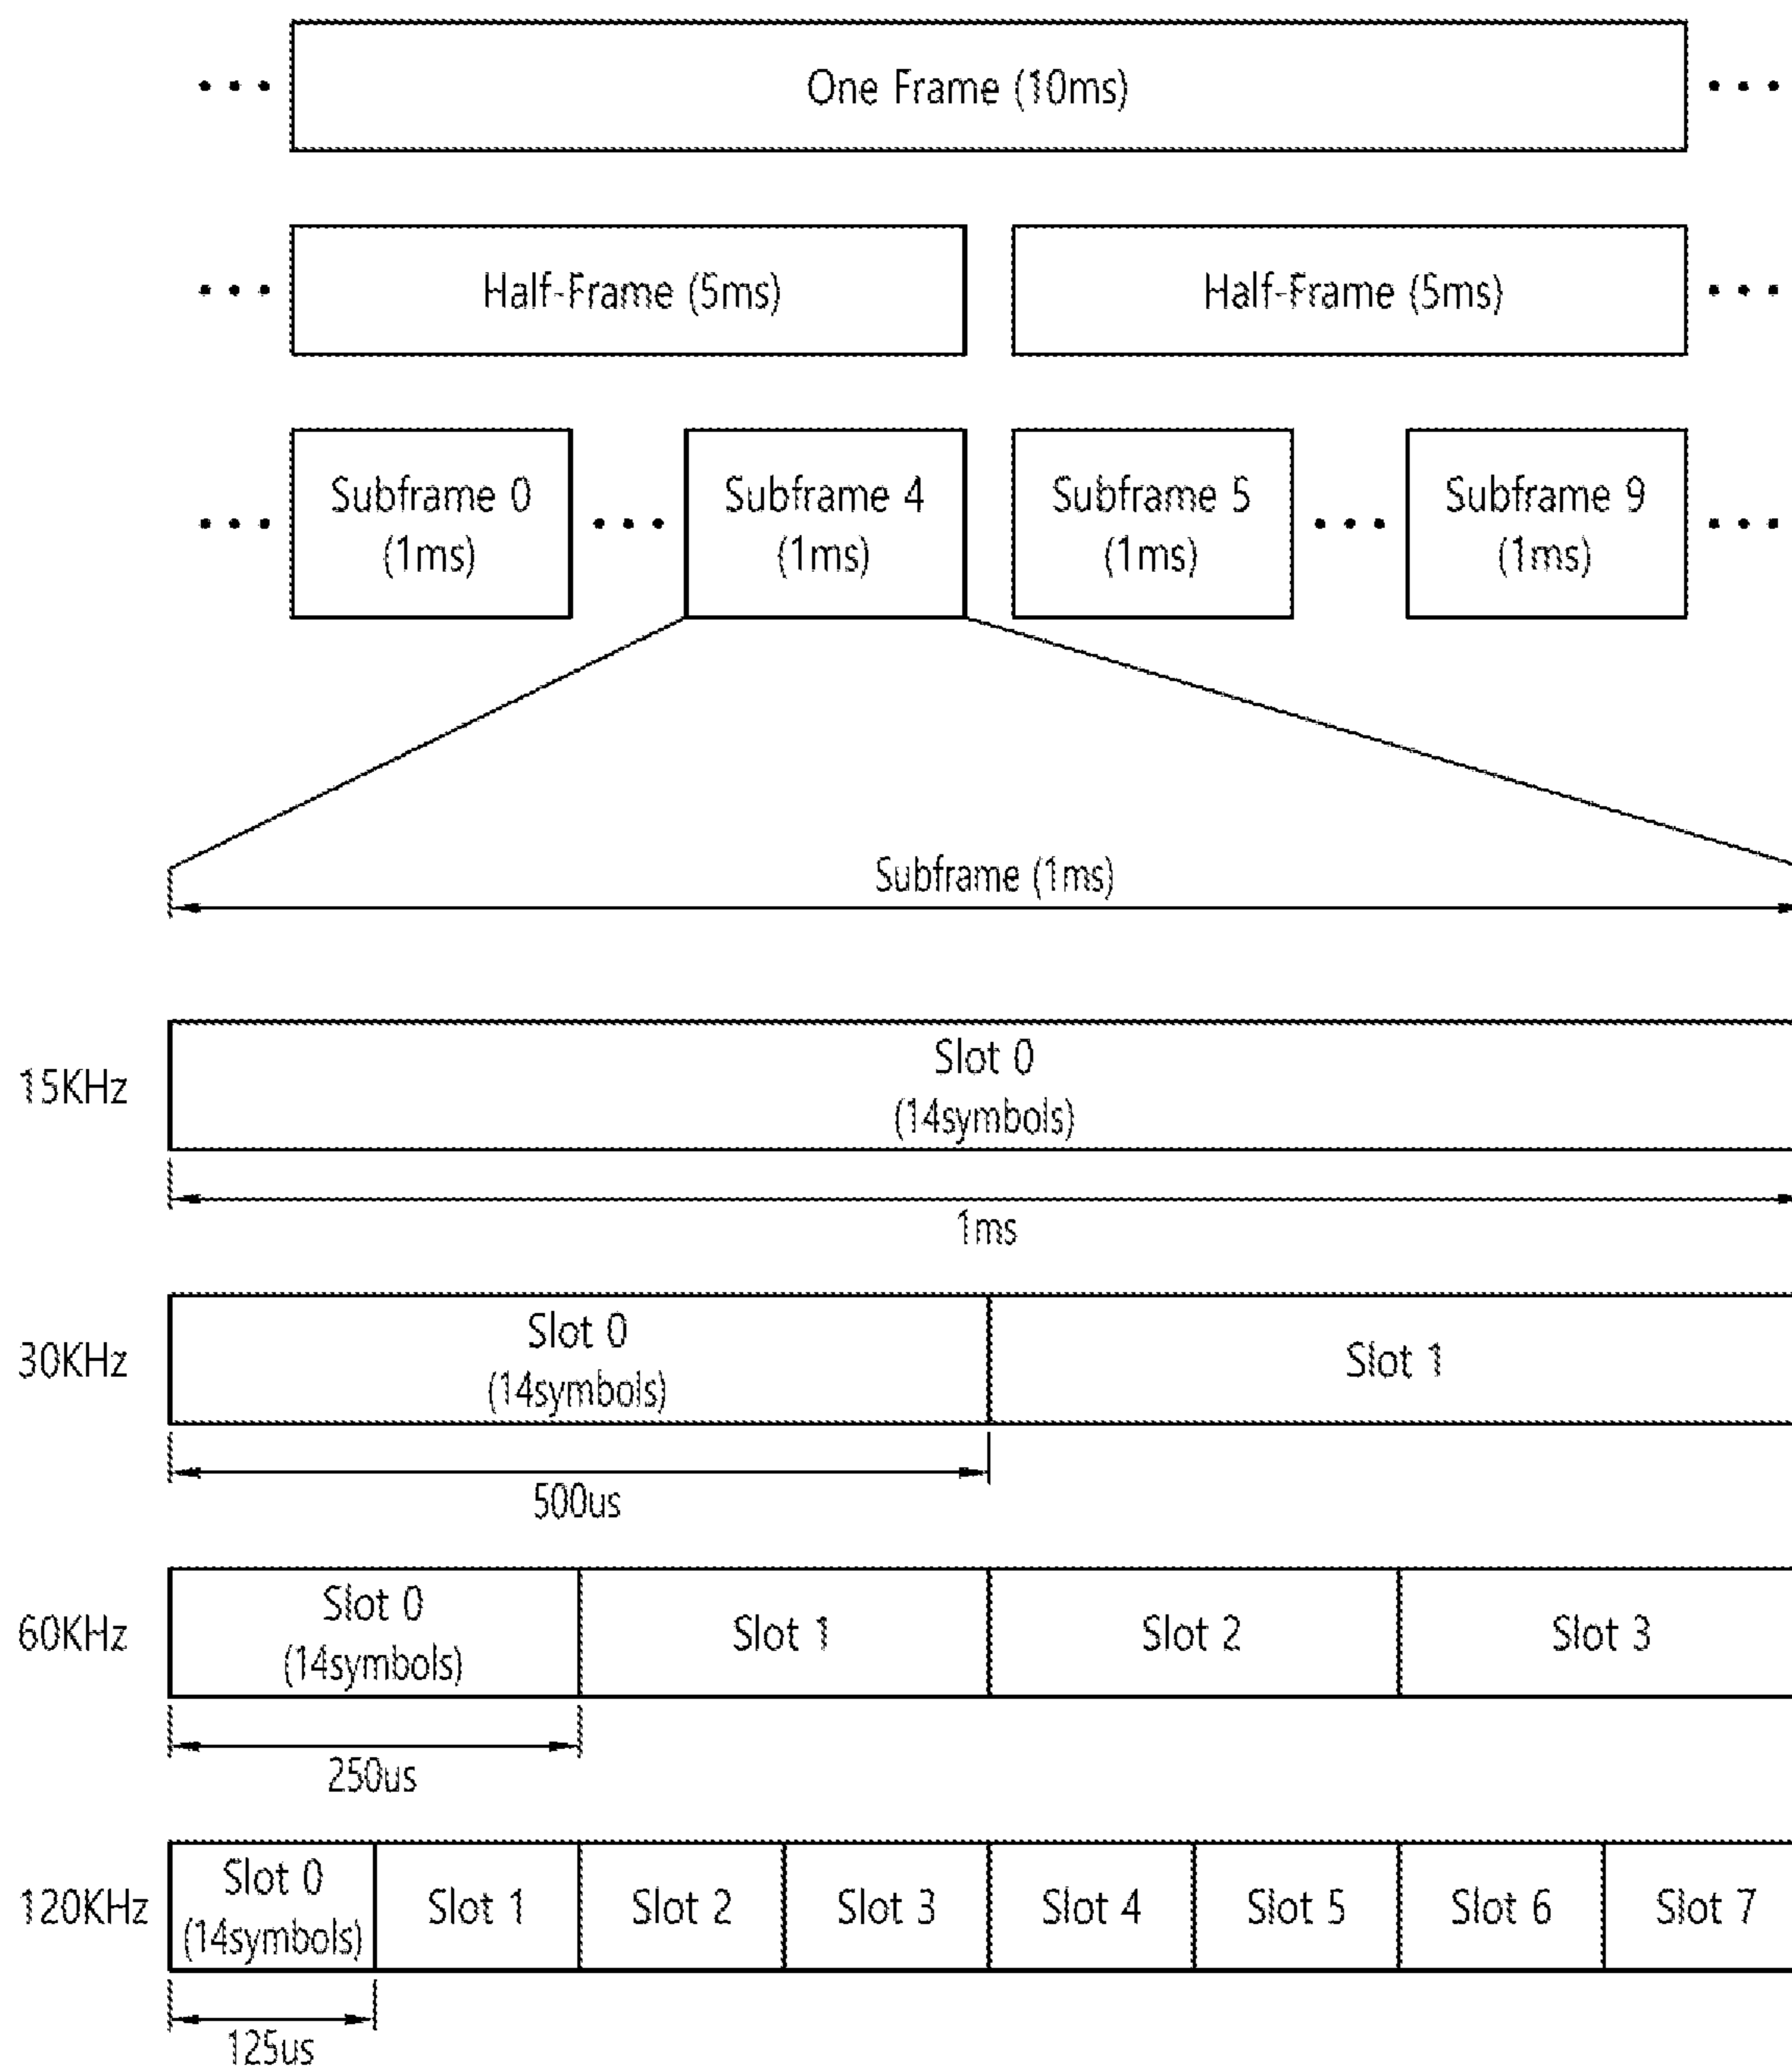 One Frame (10ms)
Half-Frame (5ms)
Half-Frame (5ms)
Subframe 0
(1ms)
Subframe 4
(1ms)
Subframe 5
(1ms)
Subframe 9
(1ms)
Subframe (1ms)
15KHz
Slot 0
(14symbols)
1ms
30KHz
Slot 0
(14symbols)
Slot 1
500us
60KHz
Slot 0
(14symbols)
Slot 1
Slot 2
Slot 3
250us
120KHz
Slot 0
(14symbols)
Slot 1
Slot 2
Slot 3
Slot 4
Slot 5
Slot 6
Slot 7
125us